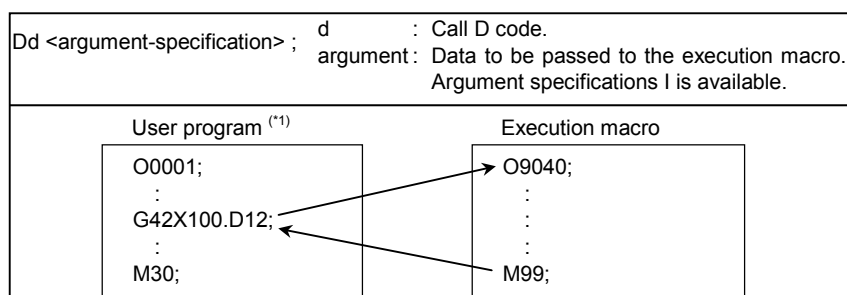 Dd <argument-specification> ;
d : Call D code.
argument : Data to be passed to the execution macro.
Argument specifications I is available.
User program (*1)
Execution macro
O0001;
:
G42X100.D12;
:
M30;
O9040;
:
:
:
M99;